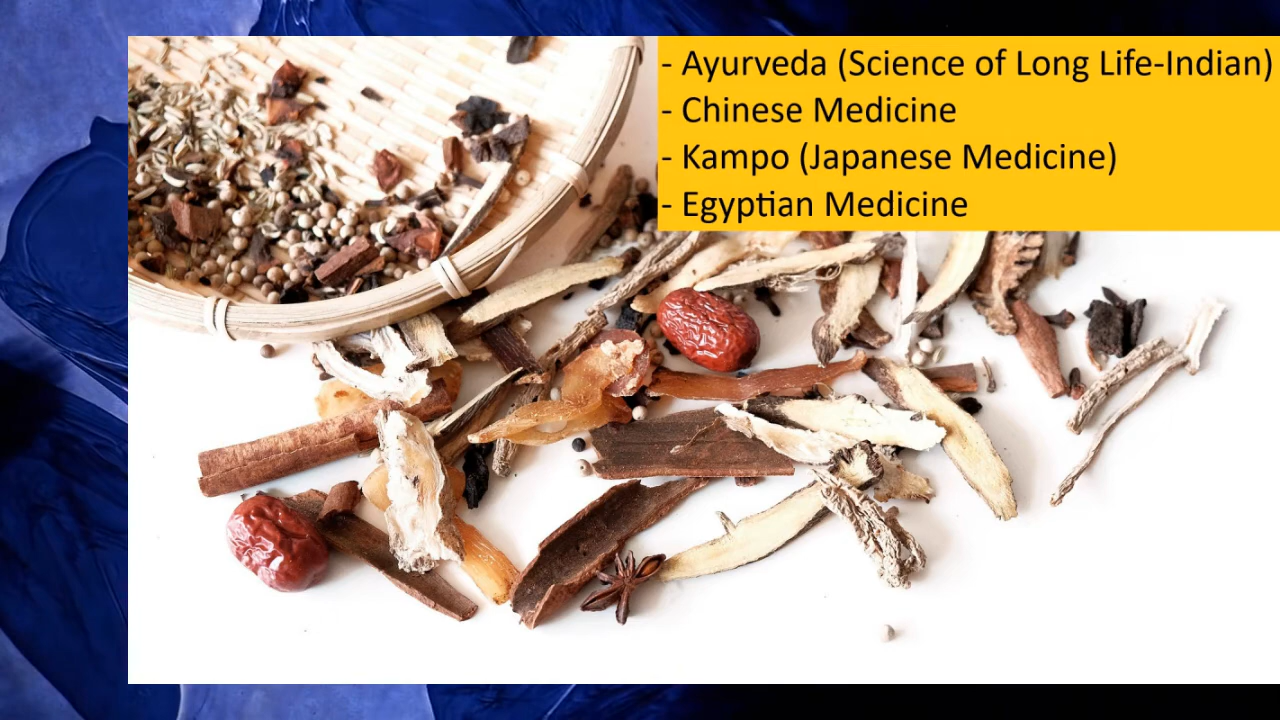 - Ayurveda (Science of Long Life-Indian)
- Chinese Medicine
- Kampo (Japanese Medicine)
- Egyptian Medicine